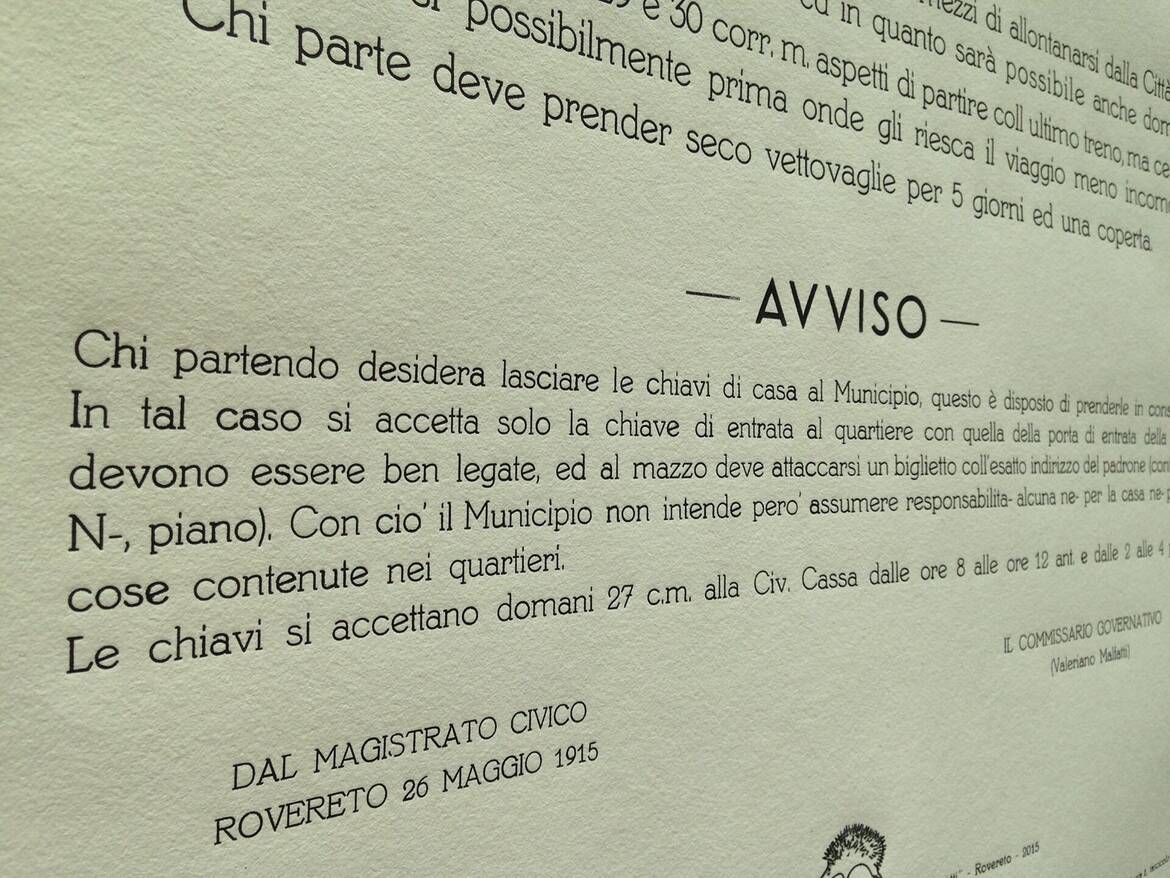 mezzi di allontanarsi dalla Città
in quanto sarà possibile anche
e 30 corr. m. aspetti di partire coll ultimo treno, ma
possibilmente prima onde gli riesca il viaggio meno
Chi parte deve prender seco vettovaglie per 5 giorni ed una coperta.
— AVVISO —
Chi partendo desidera lasciare le chiavi di casa al Municipio, questo è disposto di prenderle in
In tal caso si accetta solo la chiave di entrata al quartiere con quella della porta di entrata della
devono essere ben legate, ed al mazzo deve attaccarsi un biglietto coll'esatto indirizzo del padrone
N-, piano). Con cio' il Municipio non intende pero' assumere responsabilita- alcuna ne- per la casa ne-
cose contenute nei quartieri.
Le chiavi si accettano domani 27 c.m. alla Civ. Cassa dalle ore 8 alle ore 12 ant. e dalle 2 alle 4
IL COMMISSARIO GOVERNATIVO
(Valeriano Malfatti)
DAL MAGISTRATO CIVICO
ROVERETO 26 MAGGIO 1915
- Rovereto - 2015